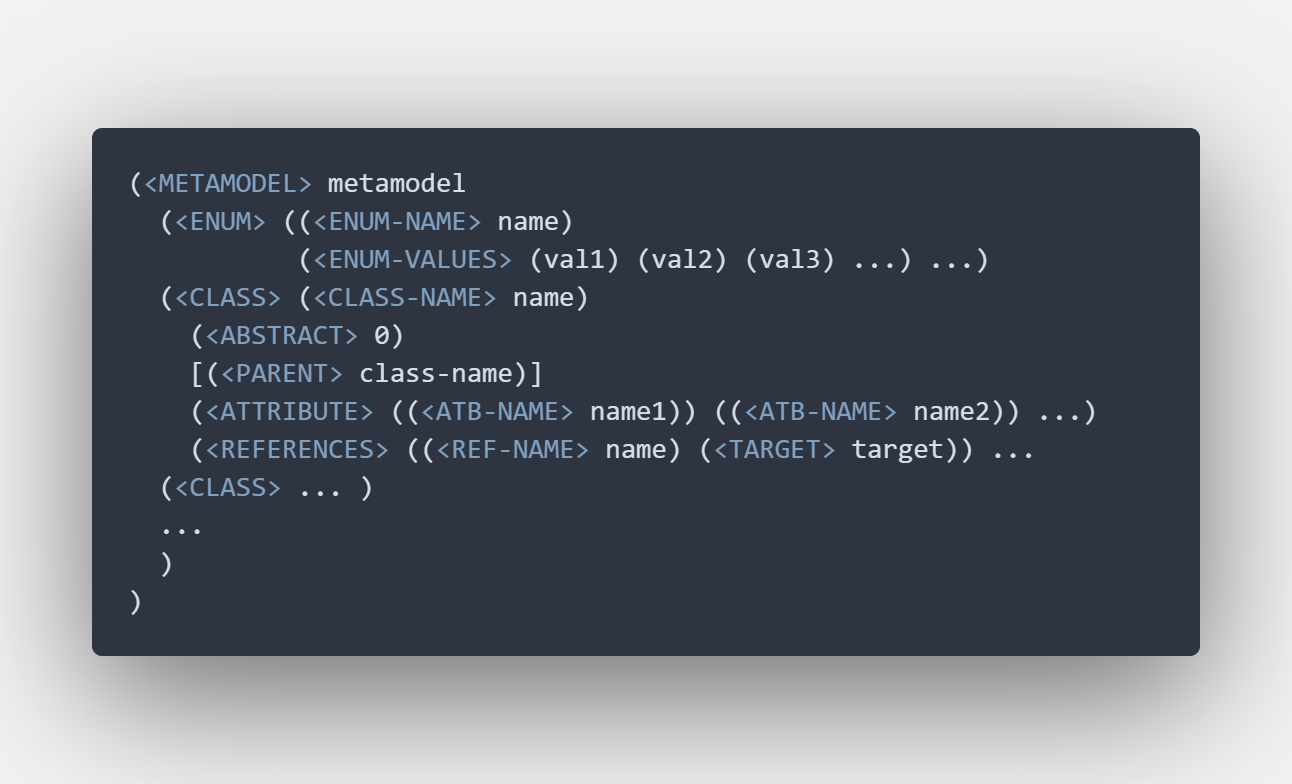 (<METAMODEL> metamodel
  (<ENUM> ((<ENUM-NAME> name)
           (<ENUM-VALUES> (val1) (val2) (val3) ...) ...)
  (<CLASS> (<CLASS-NAME> name)
    (<ABSTRACT> 0)
    [(<PARENT> class-name)]
    (<ATTRIBUTE> ((<ATB-NAME> name1)) ((<ATB-NAME> name2)) ...)
    (<REFERENCES> ((<REF-NAME> name) (<TARGET> target)) ...
  (<CLASS> ... )
  ...
  )
)